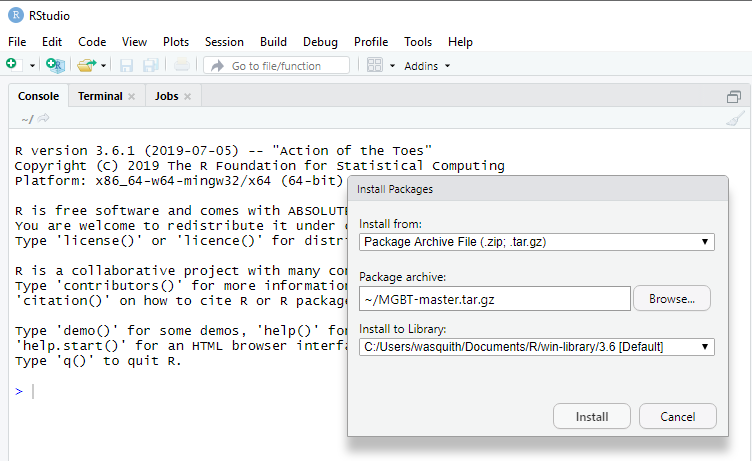 RStudio
File Edit Code View Plots Session Build Debug Profile Tools Help
Go to file/function Addins
Console Terminal Jobs
~/
R version 3.6.1 (2019-07-05) -- "Action of the Toes"
Copyright (C) 2019 The R Foundation for Statistical Computing
Platform: x86_64-w64-mingw32/x64 (64-bit)
R is free software and comes with ABSOLUTE
You are welcome to redistribute it under
Type 'license()' or 'licence()' for distri
R is a collaborative project with many con
Type 'contributors()' for more information
'citation()' on how to cite R or R package
Type 'demo()' for some demos, 'help()' for
'help.start()' for an HTML browser interfa
Type 'q()' to quit R.
>
Install Packages
Install from:
Package Archive File (.zip; .tar.gz)
Package archive:
~/MGBT-master.tar.gz Browse...
Install to Library:
C:/Users/wasquith/Documents/R/win-library/3.6 [Default]
Install Cancel